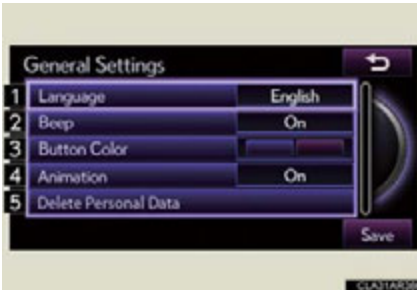 General Settings
1 Language English
2 Beep On
3 Button Color
4 Animation On
5 Delete Personal Data
Save
CLA31AR38